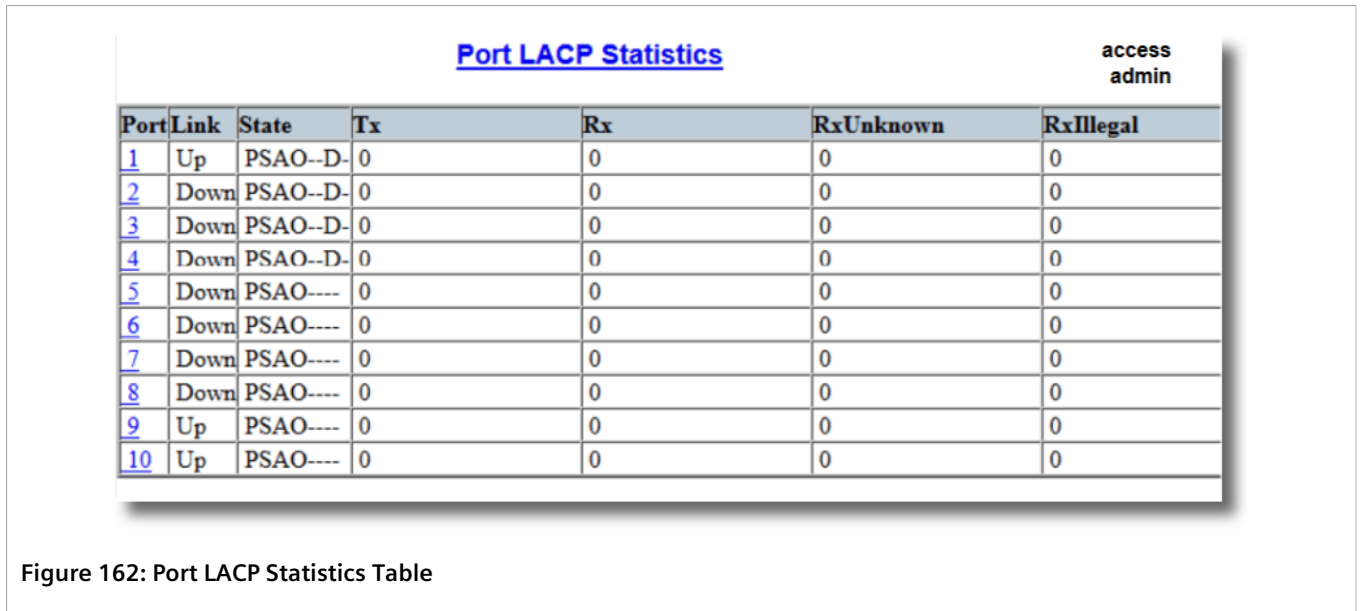 Port LACP Statistics
access
admin
Port Link State Tx Rx RxUnknown RxIllegal
1 Up PSAO--D- 0 0 0 0
2 Down PSAO--D- 0 0 0 0
3 Down PSAO--D- 0 0 0 0
4 Down PSAO--D- 0 0 0 0
5 Down PSAO---- 0 0 0 0
6 Down PSAO---- 0 0 0 0
7 Down PSAO---- 0 0 0 0
8 Down PSAO---- 0 0 0 0
9 Up PSAO---- 0 0 0 0
10 Up PSAO---- 0 0 0 0
Figure 162: Port LACP Statistics Table